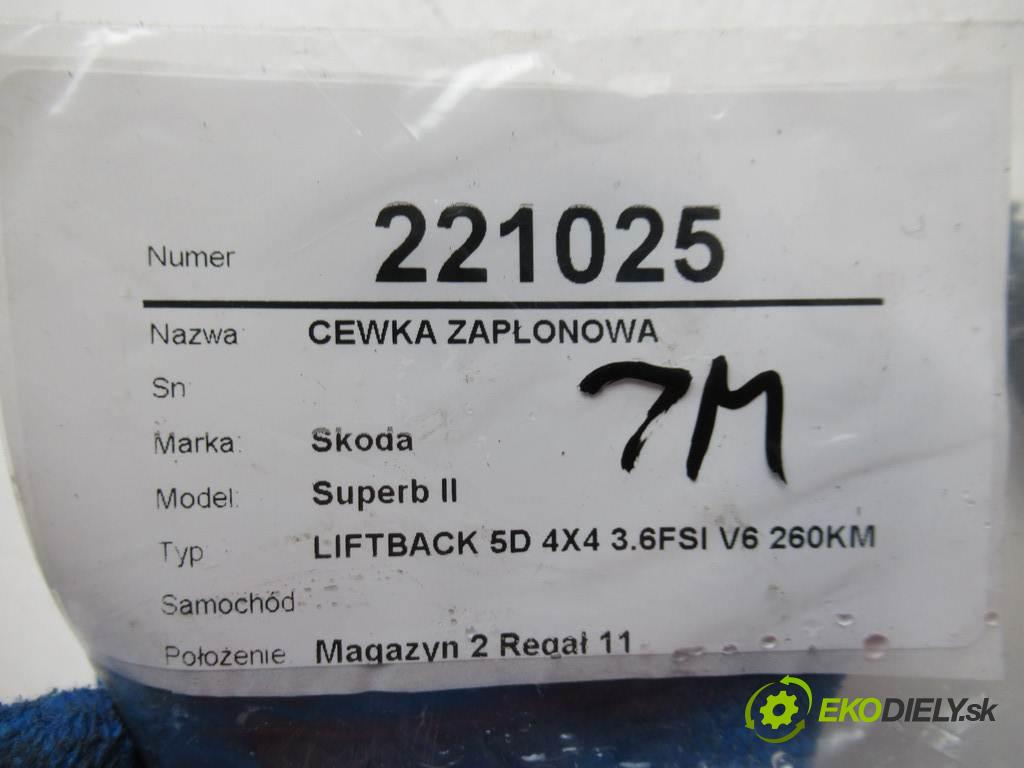 Numer 221025
Nazwa: CEWKA ZAPŁONOWA
Sn:
7M
Marka: Skoda
Model: Superb II
Typ: LIFTBACK 5D 4X4 3.6FSI V6 260KM
Samochód
Położenie Magazyn 2 Regał 11
EKODIELY.sk